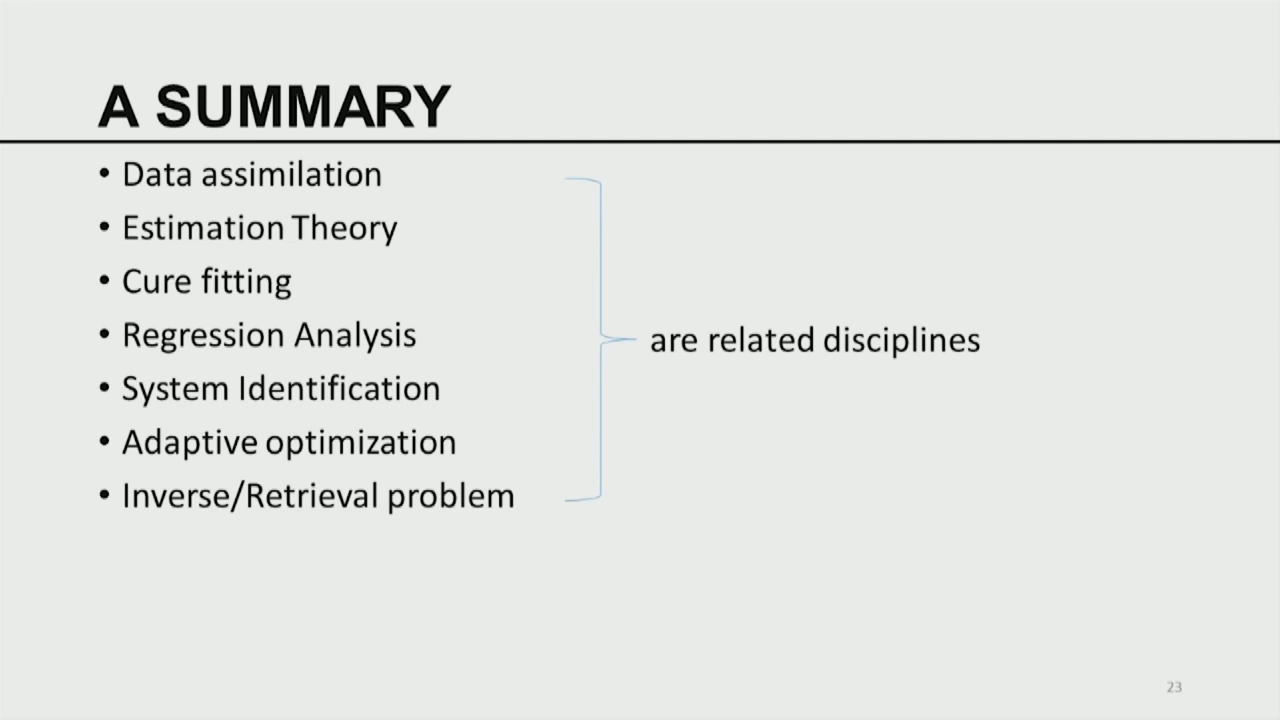 A SUMMARY
• Data assimilation
• Estimation Theory
• Cure fitting
• Regression Analysis
are related disciplines
• System Identification
• Adaptive optimization
• Inverse/Retrieval problem
23